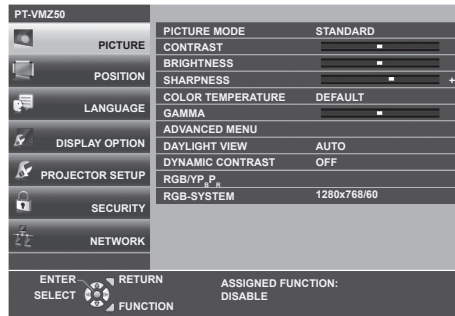 PT-VMZ50
PICTURE
POSITION
LANGUAGE
DISPLAY OPTION
PROJECTOR SETUP
SECURITY
NETWORK
PICTURE MODE STANDARD
CONTRAST
BRIGHTNESS
SHARPNESS +
COLOR TEMPERATURE DEFAULT
GAMMA
ADVANCED MENU
DAYLIGHT VIEW AUTO
DYNAMIC CONTRAST OFF
RGB/YPBPR
RGB-SYSTEM 1280x768/60
ENTER RETURN
SELECT FUNCTION
ASSIGNED FUNCTION:
DISABLE